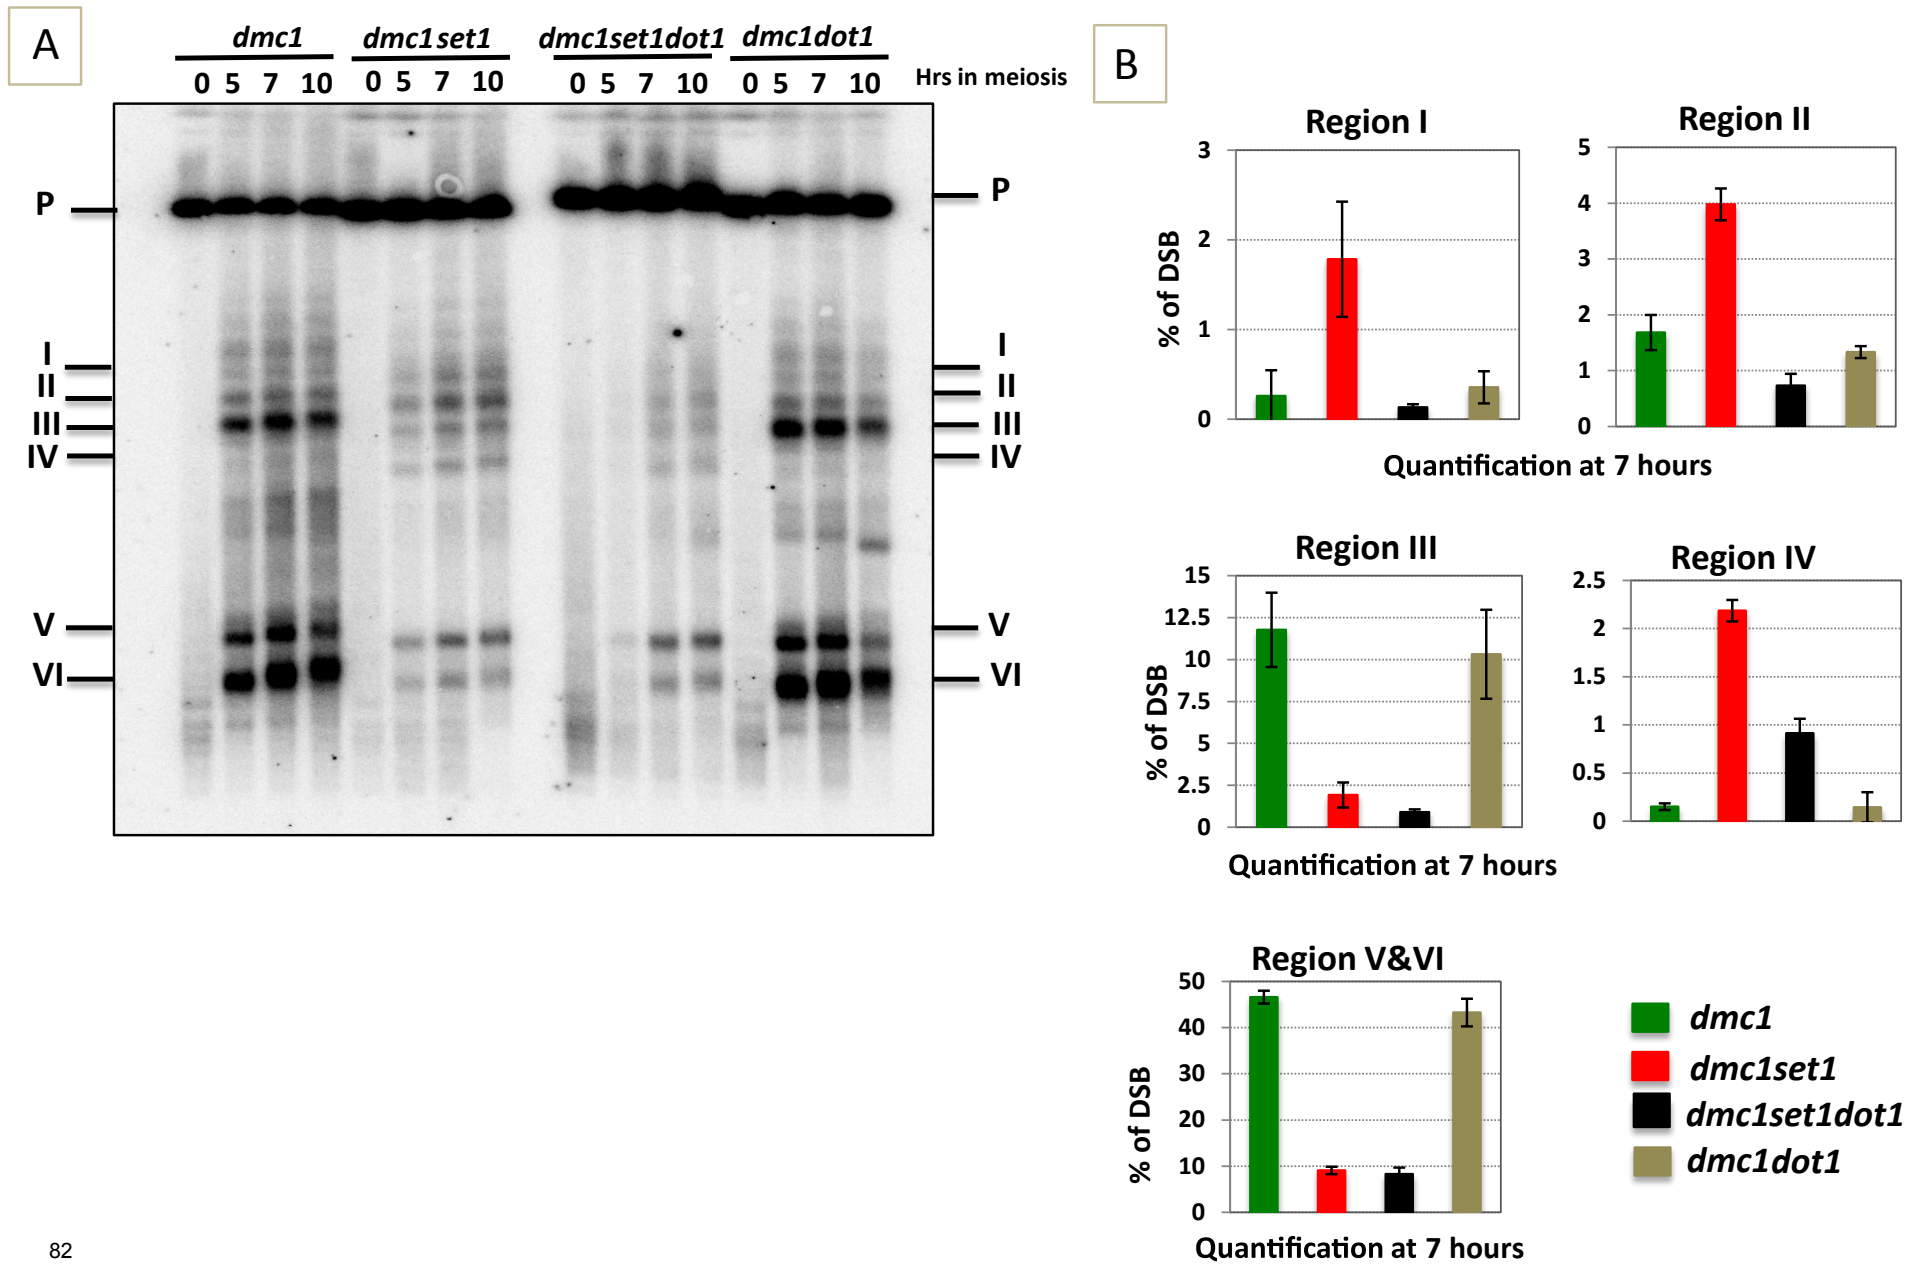 A
dmc1 dmc1set1 dmc1set1dot1 dmc1dot1
0 5 7 10 0 5 7 10 0 5 7 10 0 5 7 10 Hrs in meiosis
P P
I I
II II
III III
IV IV
V V
VI VI
B
Region I
3
2
1
0
% of DSB
Region II
5
4
3
2
1
0
Quantification at 7 hours
Region III
15
12.5
10
7.5
5
2.5
0
% of DSB
Region IV
2.5
2
1.5
1
0.5
0
Quantification at 7 hours
Region V&VI
50
40
30
20
10
0
% of DSB
Quantification at 7 hours
dmc1
dmc1set1
dmc1set1dot1
dmc1dot1
82